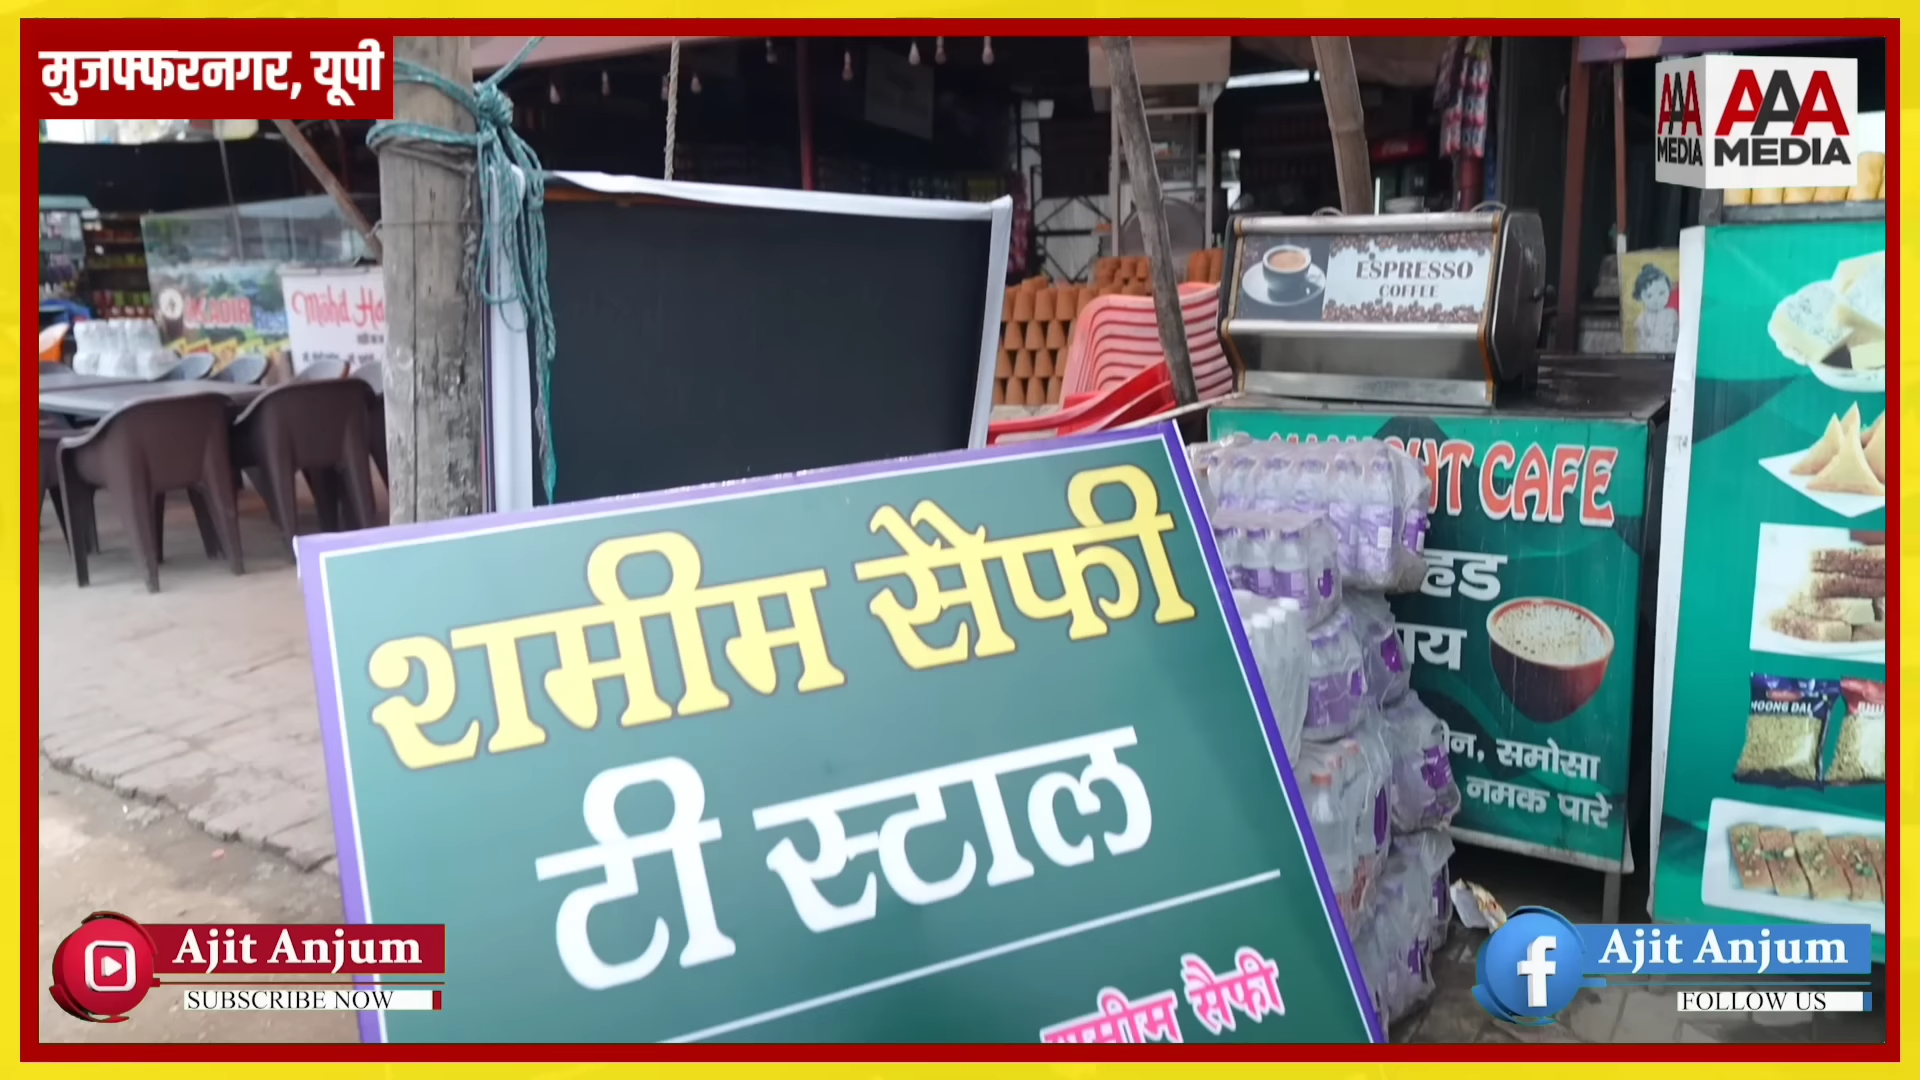 मुजफ्फरनगर, यूपी
AAA
MEDIA
AAA
MEDIA
Mohd
ESPRESSO
COFFEE
CAFE
शमीम सैफी
टी स्टाल
शमीम सैफी
समोसा
नमक पारे
MOONG DAL
Ajit Anjum
SUBSCRIBE NOW
Ajit Anjum
FOLLOW US